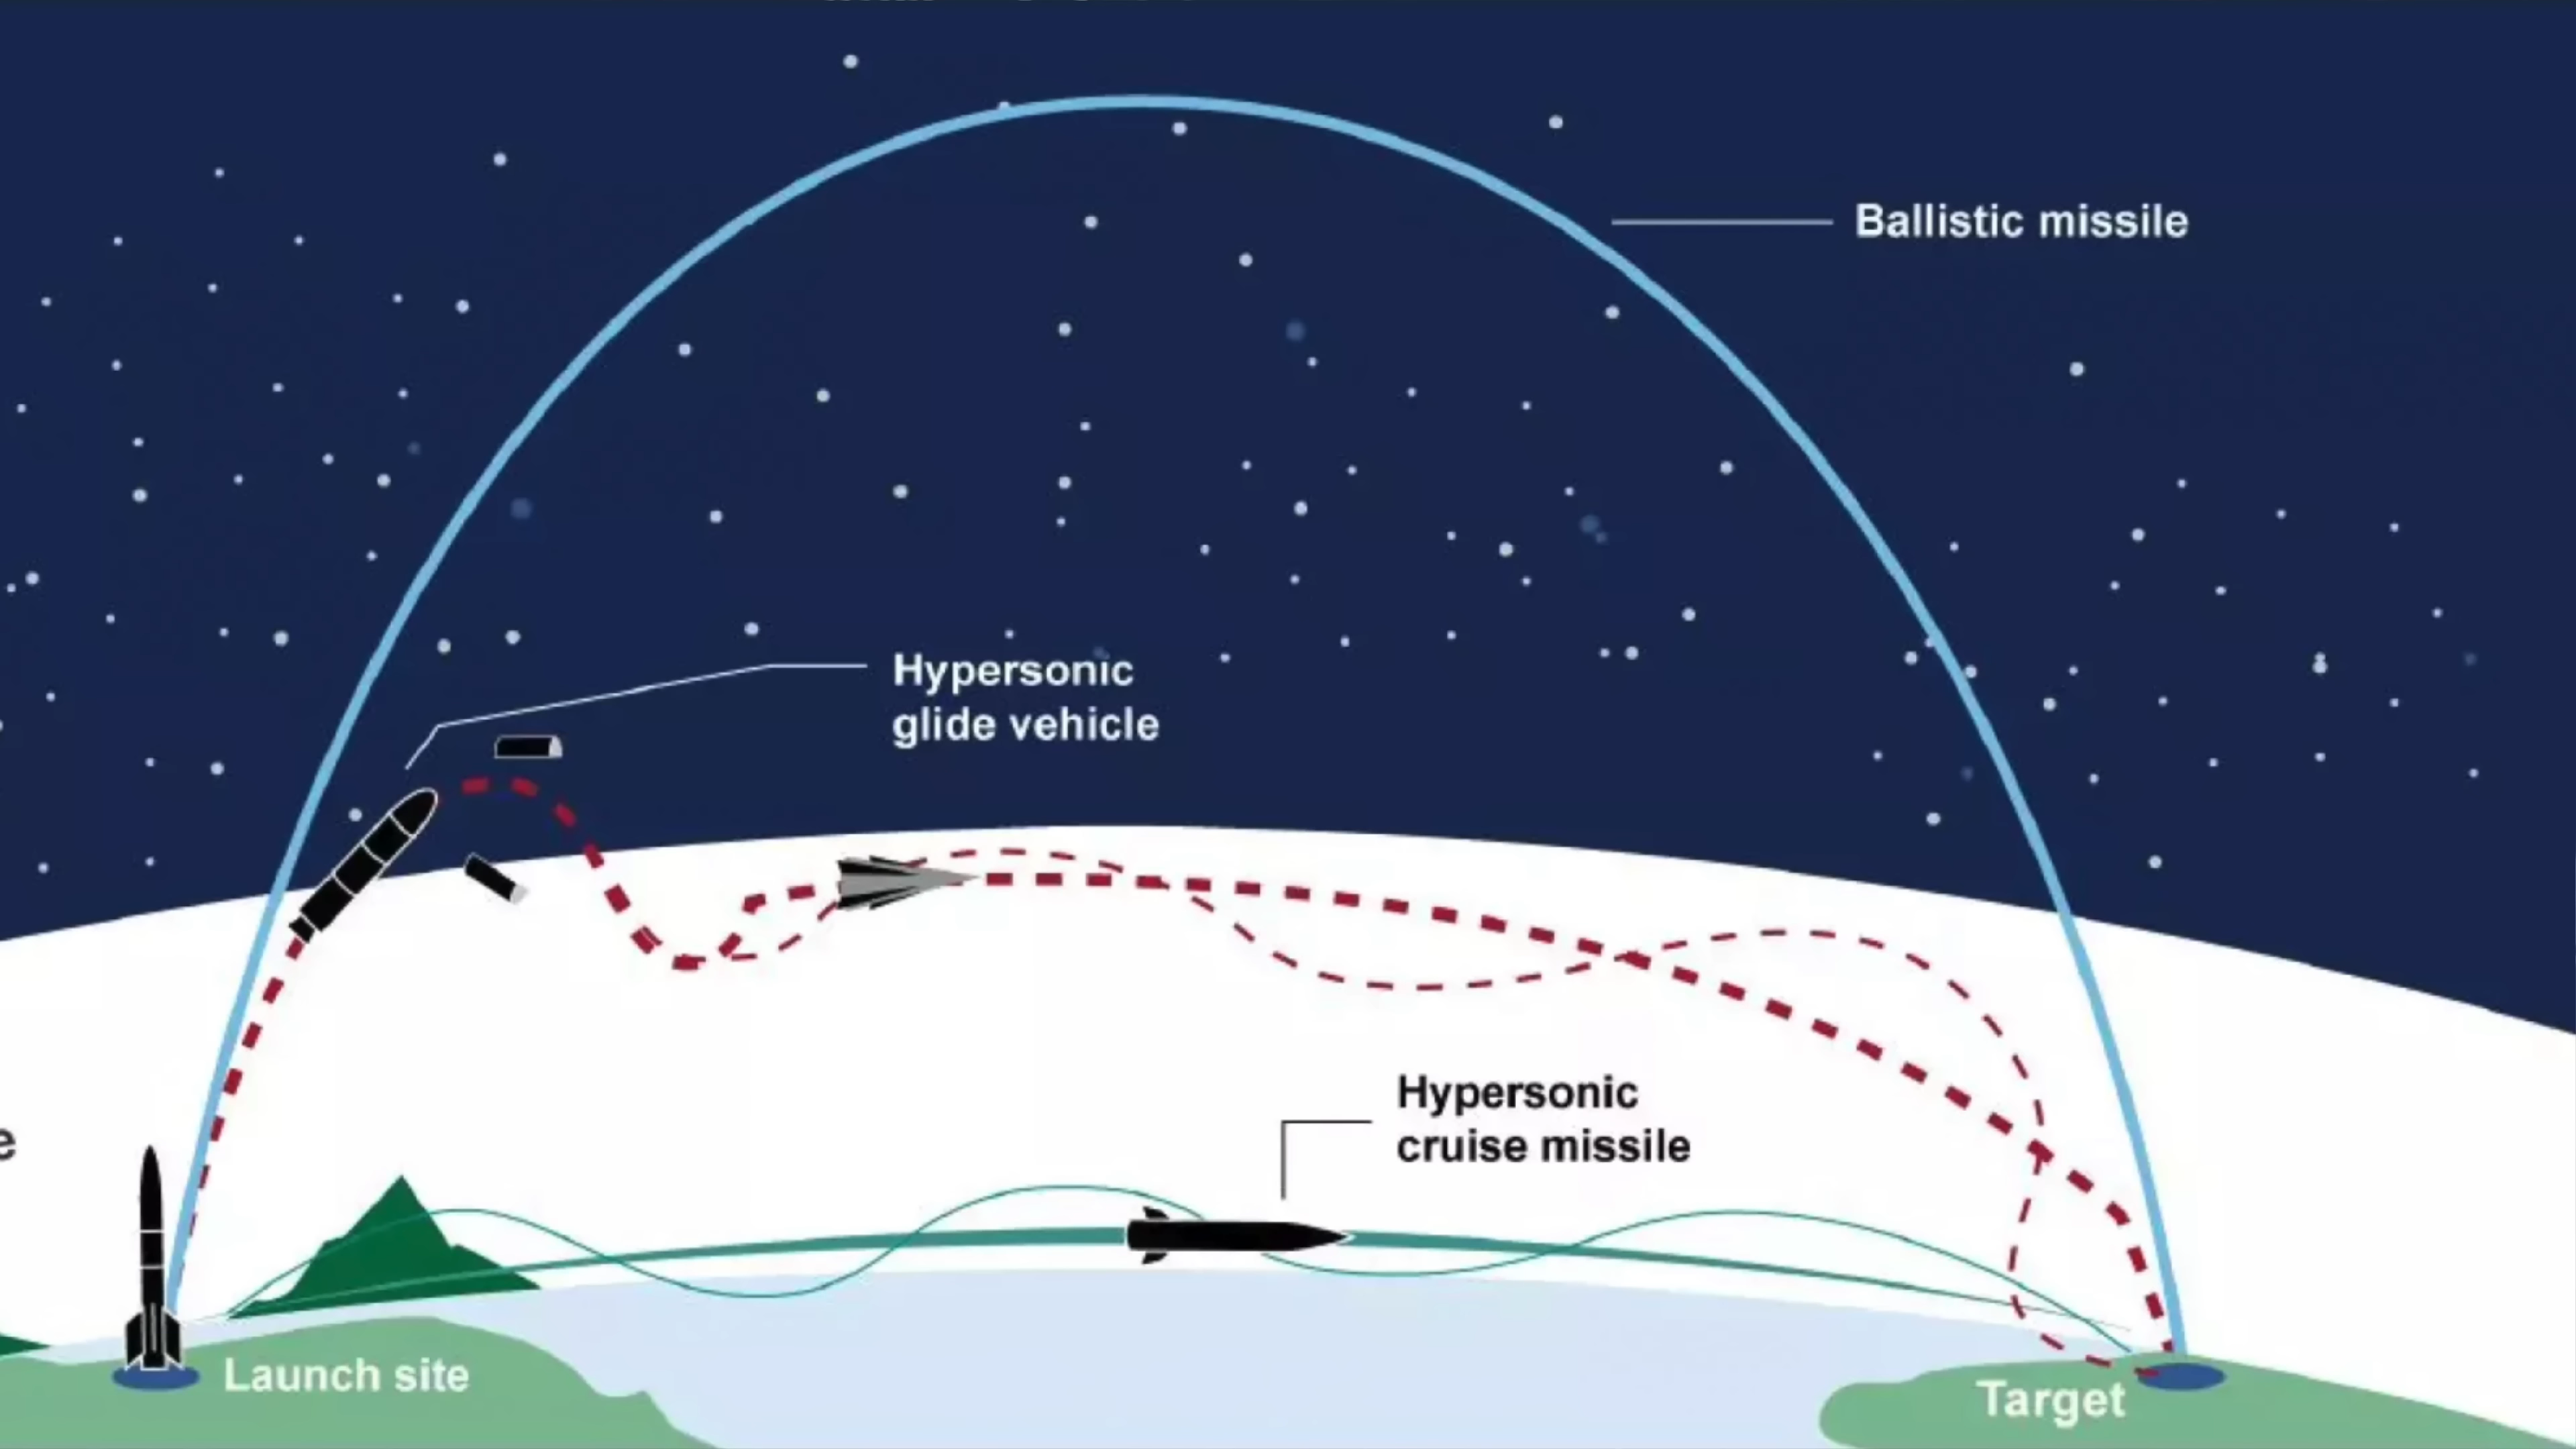 Ballistic missile
Hypersonic
glide vehicle
Hypersonic
cruise missile
e
Launch site
Target